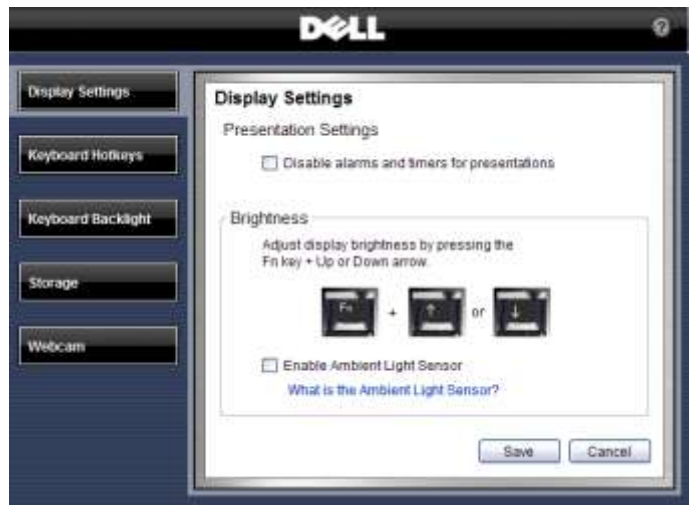 DELL
?
Display Settings
Keyboard Hotkeys
Keyboard Backlight
Storage
Webcam
Display Settings
Presentation Settings
Disable alarms and timers for presentations
Brightness
Adjust display brightness by pressing the
Fn key + Up or Down arrow.
Fn + ↑ or ↓
Enable Ambient Light Sensor
What is the Ambient Light Sensor?
Save Cancel